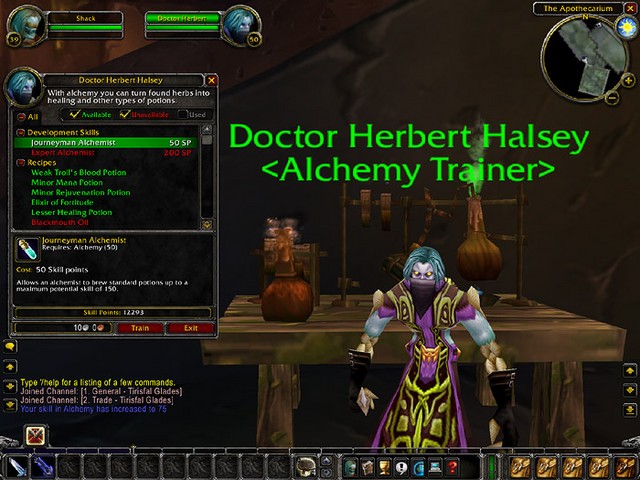 Shack
39
Doctor Herbert
50
The Apothecarium
N
Doctor Herbert Halsey
With alchemy you can turn found herbs into
healing and other types of potions.
All
Available
Unavailable
Used
Development Skills
Journeyman Alchemist 50 SP
Expert Alchemist 200 SP
Recipes
Weak Troll's Blood Potion
Minor Mana Potion
Minor Rejuvenation Potion
Elixir of Fortitude
Lesser Healing Potion
Blackmouth Oil
Journeyman Alchemist
Requires: Alchemy (50)
Cost: 50 Skill points
Allows an alchemist to brew standard potions up to a
maximum potential skill of 150.
Skill Points: 12293
10 0
Train
Exit
Doctor Herbert Halsey
<Alchemy Trainer>
Type '/help for a listing of a few commands.
Joined Channel: [1. General - Tirisfal Glades]
Joined Channel: [2. Trade - Tirisfal Glades]
Your skill in Alchemy has increased to 75